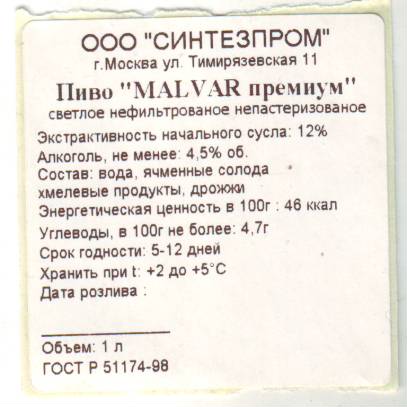 ООО "СИНТЕЗПРОМ"
г.Москва ул. Тимирязевская 11
Пиво "MALVAR премиум"
светлое нефильтрованое непастеризованое
Экстрактивность начального сусла: 12%
Алкоголь, не менее: 4,5% об.
Состав: вода, ячменные солода
хмелевые продукты, дрожжи
Энергетическая ценность в 100г : 46 ккал
Углеводы, в 100г не более: 4,7г
Срок годности: 5-12 дней
Хранить при t: +2 до +5°С
Дата розлива :
Объем: 1 л
ГОСТ Р 51174-98